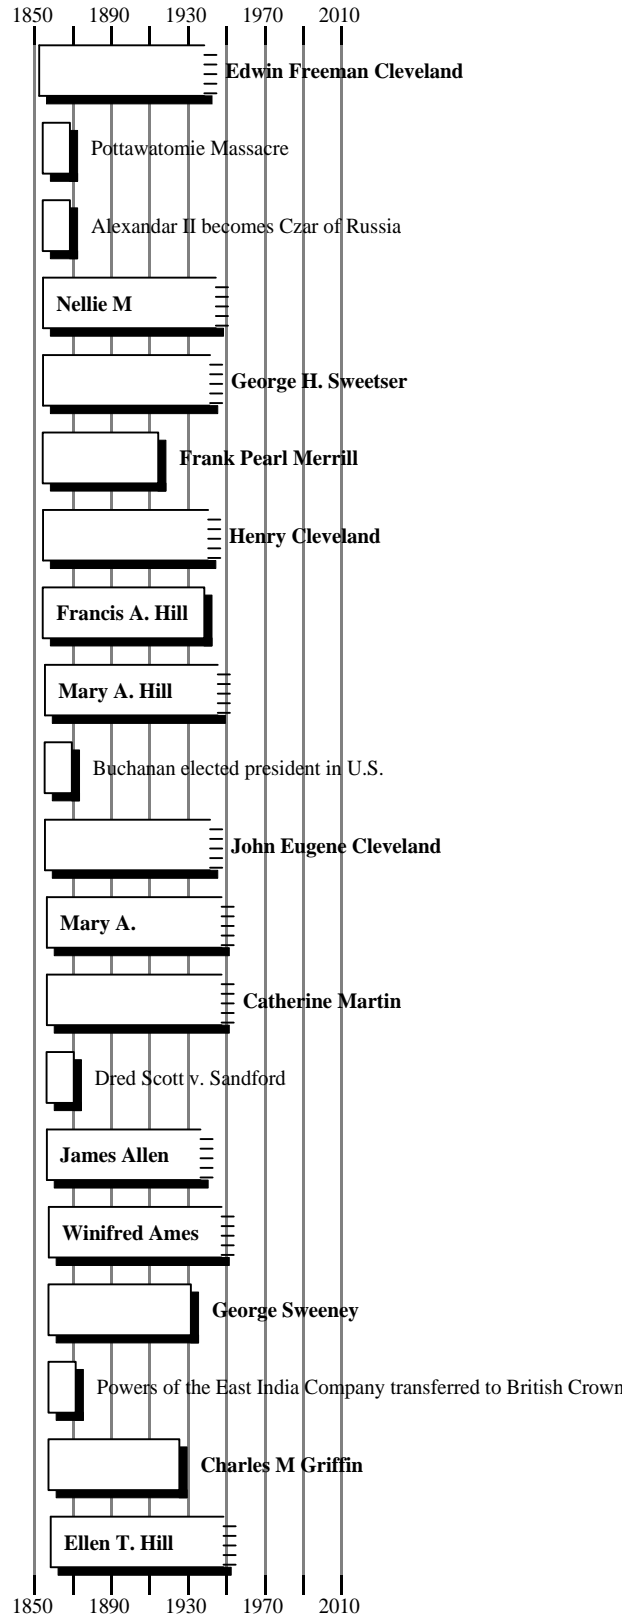 1850 1890 1930 1970 2010
Edwin Freeman Cleveland
Pottawatomie Massacre
Alexandar II becomes Czar of Russia
Nellie M
George H. Sweetser
Frank Pearl Merrill
Henry Cleveland
Francis A. Hill
Mary A. Hill
Buchanan elected president in U.S.
John Eugene Cleveland
Mary A.
Catherine Martin
Dred Scott v. Sandford
James Allen
Winifred Ames
George Sweeney
Powers of the East India Company transferred to British Crown
Charles M Griffin
Ellen T. Hill
1850 1890 1930 1970 2010